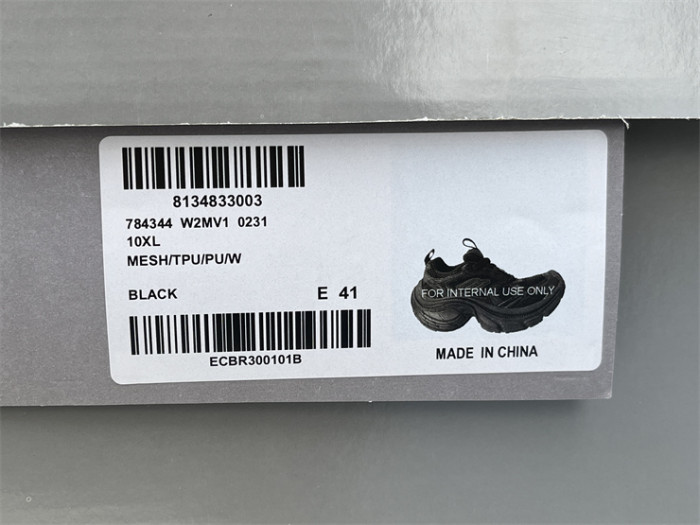 8134833003
784344 W2MV1 0231
10XL
MESH/TPU/PU/W
BLACK E 41
ECBR300101B
FOR INTERNAL USE ONLY
MADE IN CHINA